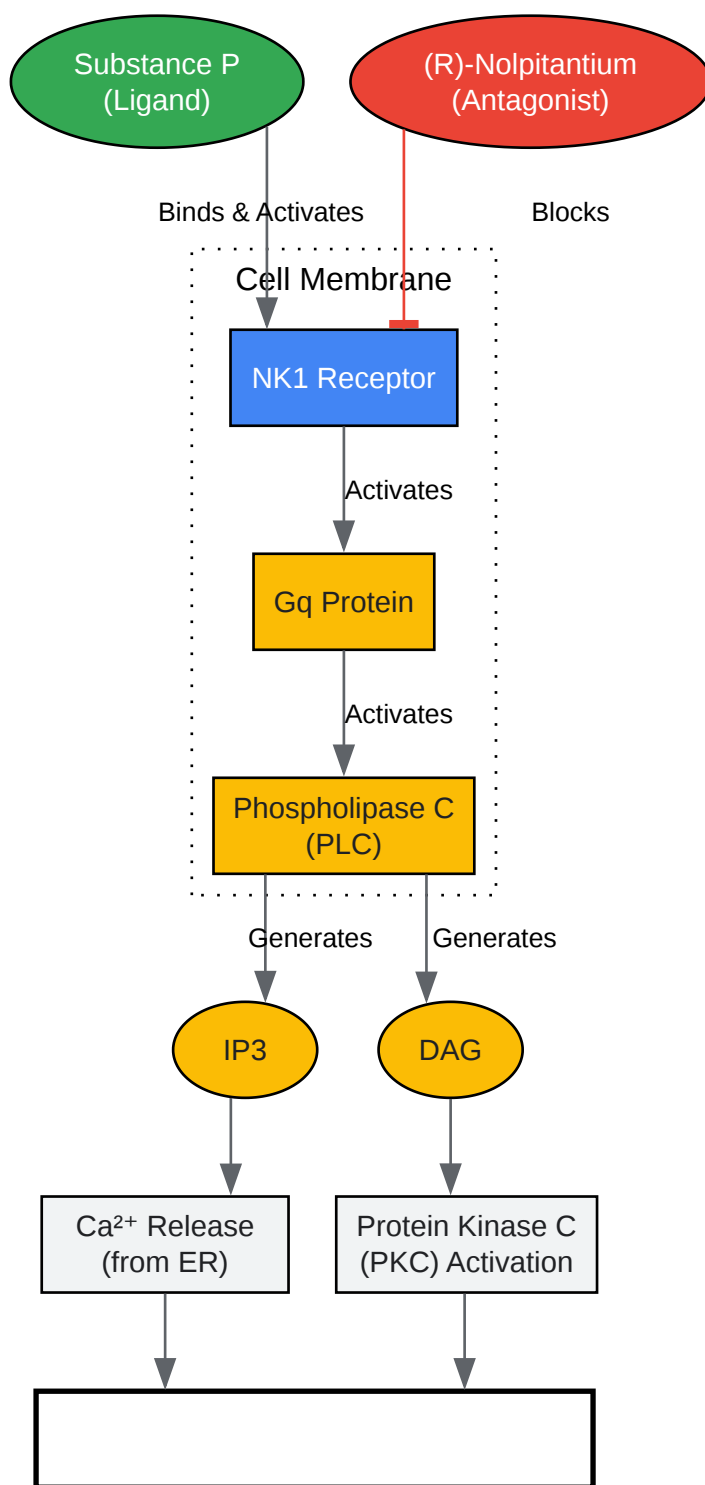 Substance P
(Ligand)
(R)-Nolpitantium
(Antagonist)
Binds & Activates
Blocks
Cell Membrane
NK1 Receptor
Activates
Gq Protein
Activates
Phospholipase C
(PLC)
Generates
Generates
IP3
DAG
Ca²⁺ Release
(from ER)
Protein Kinase C
(PKC) Activation